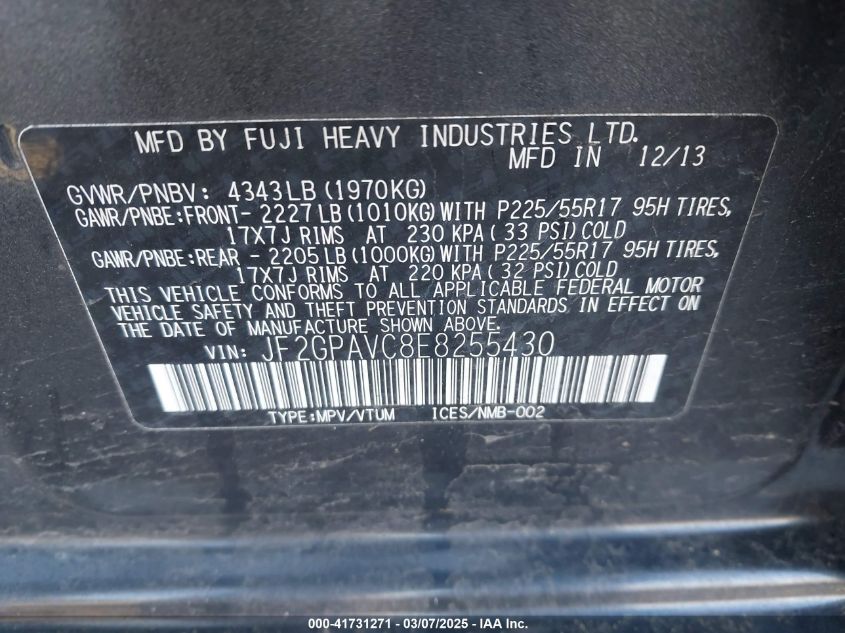 MFD BY FUJI HEAVY INDUSTRIES LTD.
MFD IN 12/13
GVWR/PNBV: 4343LB (1970KG)
GAWR/PNBE:FRONT- 2227LB (1010KG) WITH P225/55R17 95H TIRES,
17X7J RIMS AT 230 KPA( 33 PSI) COLD
GAWR/PNBE:REAR - 2205LB (1000KG) WITH P225/55R17 95H TIRES,
17X7J RIMS AT 220 KPA( 32 PSI) COLD
THIS VEHICLE CONFORMS TO ALL APPLICABLE FEDERAL MOTOR
VEHICLE SAFETY AND THEFT PREVENTION STANDARDS IN EFFECT ON
THE DATE OF MANUFACTURE SHOWN ABOVE.
VIN: JF2GPAVC8E8255430
TYPE:MPV/VTUM ICES/NMB-002
000-41731271 - 03/07/2025 - IAA Inc.